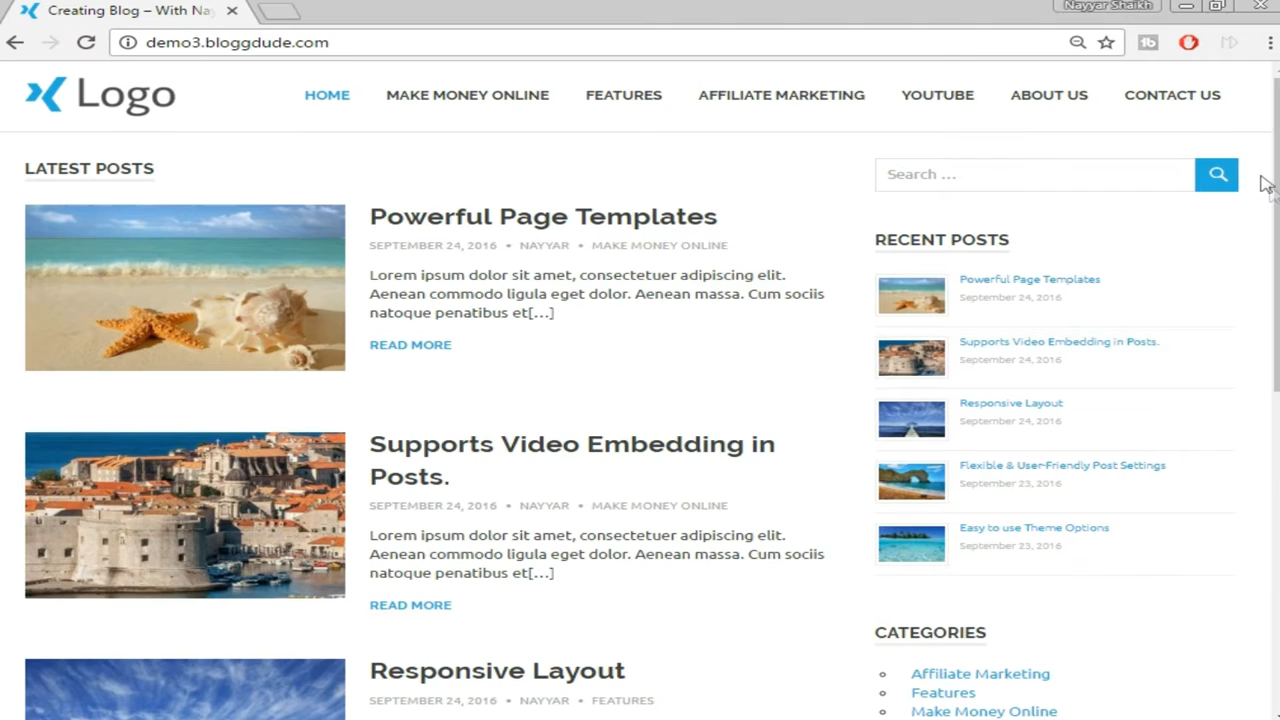 Creating Blog – With Na
Nayyar Shaikh
demo3.bloggdude.com
Logo
HOME
MAKE MONEY ONLINE
FEATURES
AFFILIATE MARKETING
YOUTUBE
ABOUT US
CONTACT US
LATEST POSTS
Powerful Page Templates
SEPTEMBER 24, 2016 • NAYYAR • MAKE MONEY ONLINE
Lorem ipsum dolor sit amet, consectetuer adipiscing elit.
Aenean commodo ligula eget dolor. Aenean massa. Cum sociis
natoque penatibus et[...]
READ MORE
Supports Video Embedding in
Posts.
SEPTEMBER 24, 2016 • NAYYAR • MAKE MONEY ONLINE
Lorem ipsum dolor sit amet, consectetuer adipiscing elit.
Aenean commodo ligula eget dolor. Aenean massa. Cum sociis
natoque penatibus et[...]
READ MORE
Responsive Layout
SEPTEMBER 24, 2016 • NAYYAR • FEATURES
Search ...
RECENT POSTS
Powerful Page Templates
September 24, 2016
Supports Video Embedding in Posts.
September 24, 2016
Responsive Layout
September 24, 2016
Flexible & User-Friendly Post Settings
September 23, 2016
Easy to use Theme Options
September 23, 2016
CATEGORIES
Affiliate Marketing
Features
Make Money Online